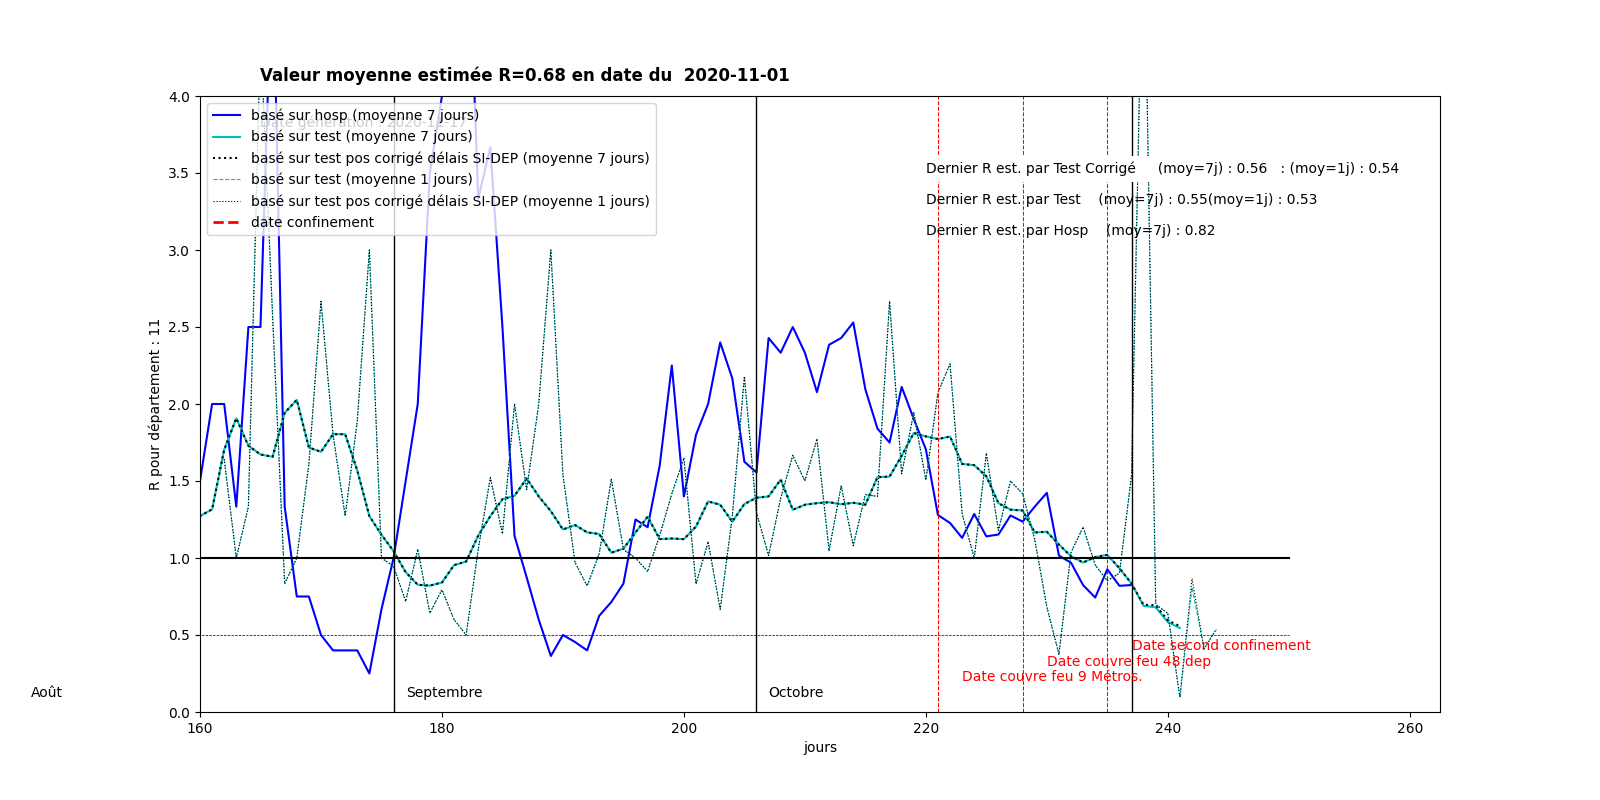 Valeur moyenne estimée R=0.68 en date du  2020-11-01
basé sur hosp (moyenne 7 jours)
Date génération : 2020-11-17
basé sur test (moyenne 7 jours)
basé sur test pos corrigé délais SI-DEP (moyenne 7 jours)
basé sur test (moyenne 1 jours)
basé sur test pos corrigé délais SI-DEP (moyenne 1 jours)
date confinement
Dernier R est. par Test Corrigé (moy=7j) : 0.56 : (moy=1j) : 0.54
Dernier R est. par Test (moy=7j) : 0.55(moy=1j) : 0.53
Dernier R est. par Hosp (moy=7j) : 0.82
4.0
3.5
3.0
2.5
2.0
1.5
1.0
0.5
0.0
R pour département : 11
Date second confinement
Date couvre feu 48 dep
Date couvre feu 9 Métros.
Août
Septembre
Octobre
160 180 200 220 240 260
jours